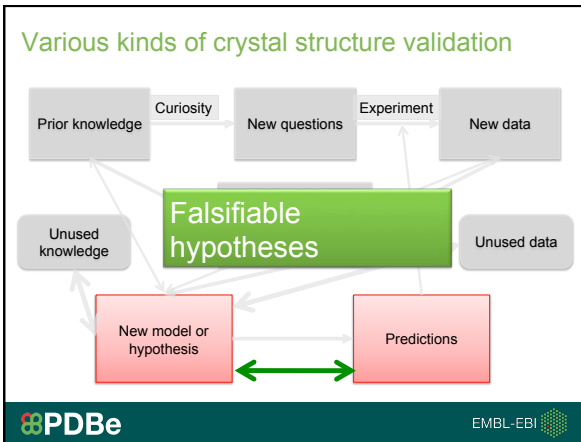 Various kinds of crystal structure validation
Curiosity
Experiment
Prior knowledge
New questions
New data
Falsifiable
hypotheses
Unused
knowledge
Unused data
New model or
hypothesis
Predictions
PDBe
EMBL-EBI